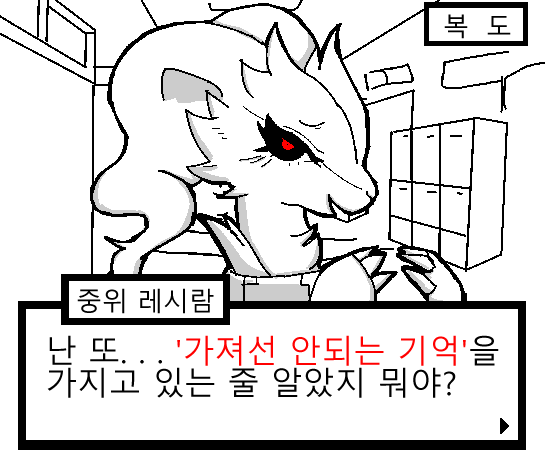 복 도
중위 레시람
난 또... '가져선 안되는 기억'을
가지고 있는 줄 알았지 뭐야?